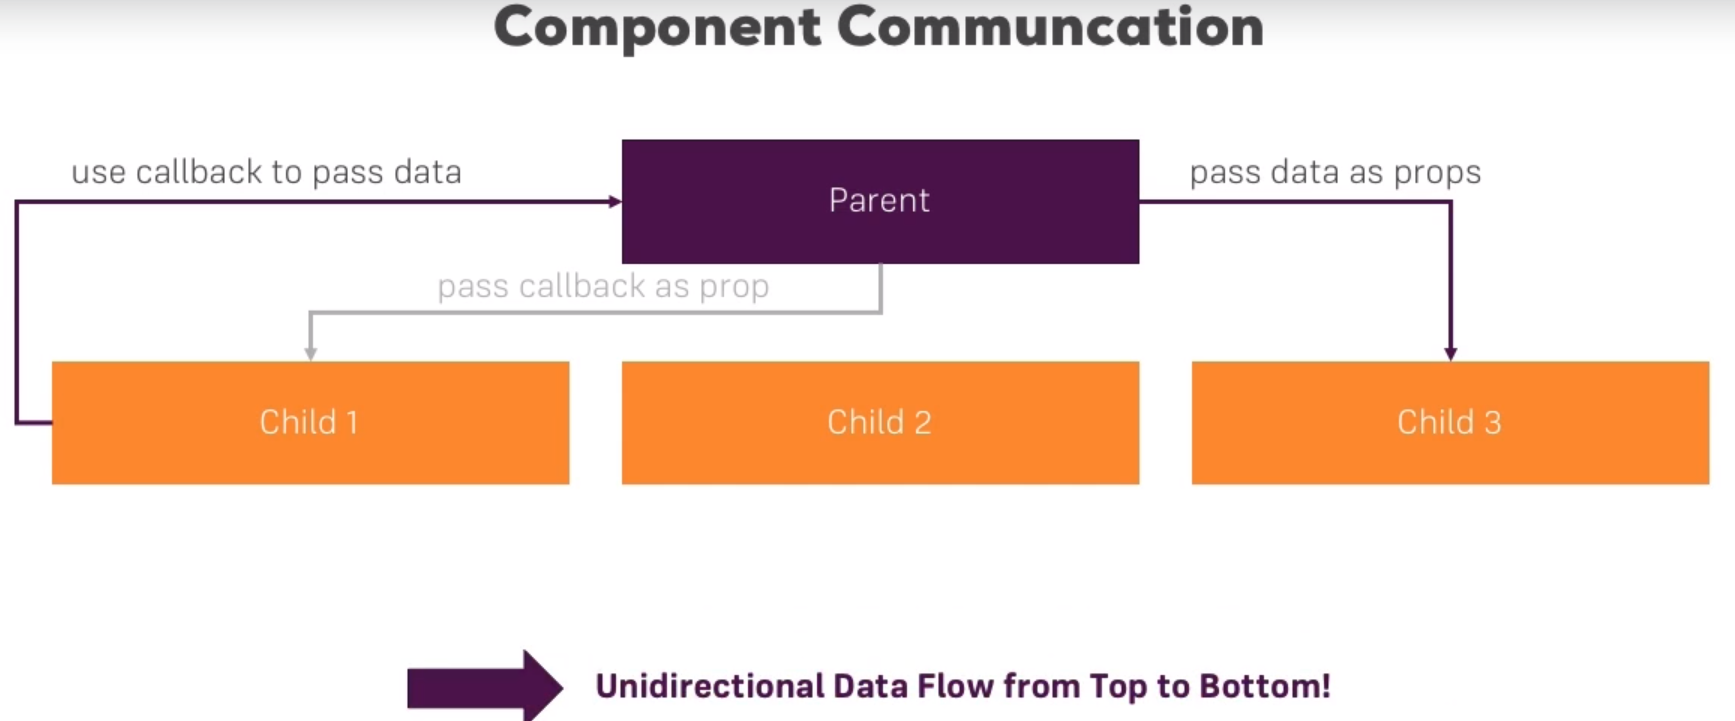 Component Communcation
use callback to pass data
Parent
pass data as props
pass callback as prop
Child 1
Child 2
Child 3
Unidirectional Data Flow from Top to Bottom!